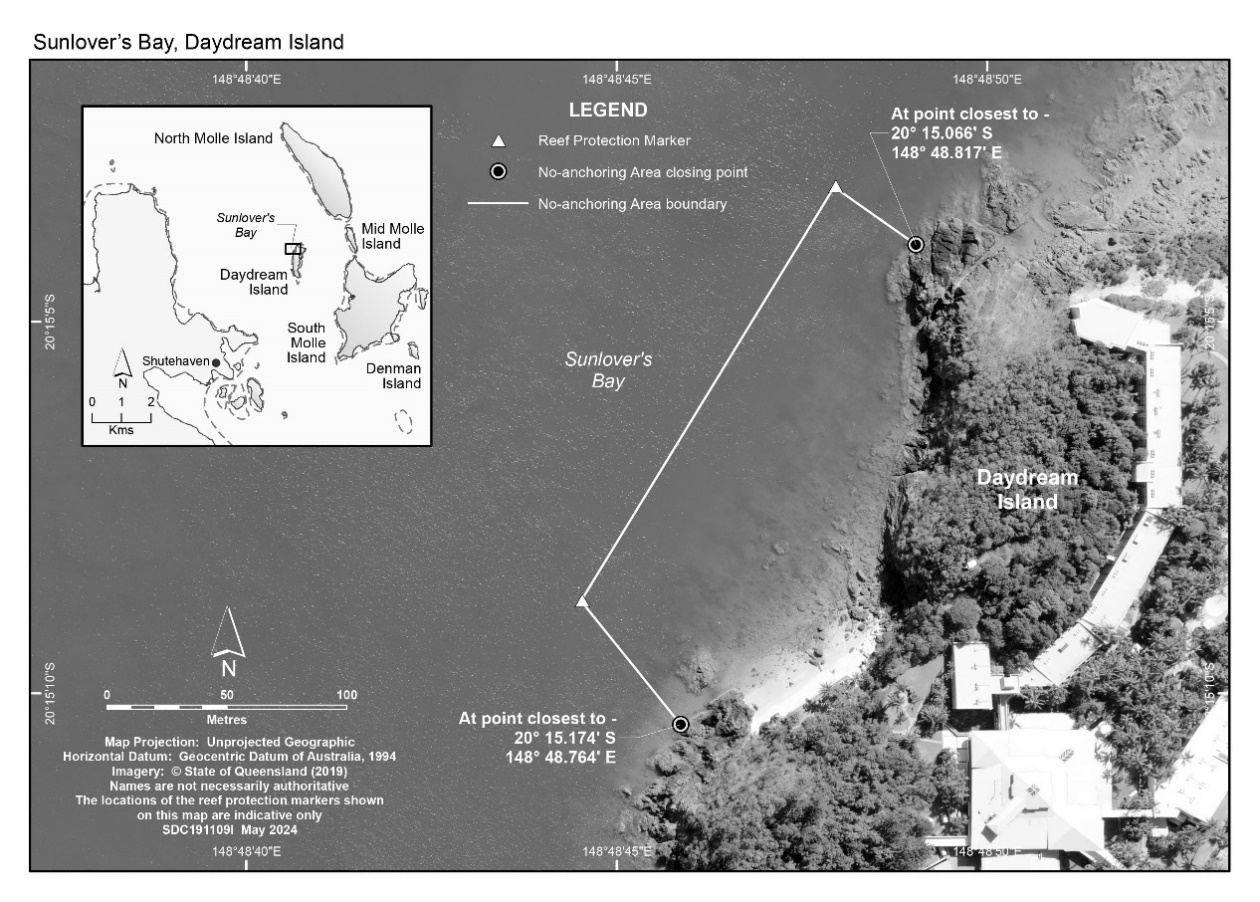 Sunlover's Bay, Daydream Island
148°48'40"E
148°48'45"E
148°48'50"E
North Molle Island
Sunlover's
Bay
Mid Molle
Island
Daydream
Island
South
Molle
Island
Shutehaven
Denman
Island
N
0 1 2
Kms
LEGEND
Reef Protection Marker
No-anchoring Area closing point
No-anchoring Area boundary
At point closest to -
20° 15.066' S
148° 48.817' E
20°15'5"S
20°15'5"S
Sunlover's
Bay
Daydream
Island
N
0 50 100
Metres
20°15'10"S
20°15'10"S
At point closest to -
20° 15.174' S
148° 48.764' E
Map Projection: Unprojected Geographic
Horizontal Datum: Geocentric Datum of Australia, 1994
Imagery: © State of Queensland (2019)
Names are not necessarily authoritative
The locations of the reef protection markers shown
on this map are indicative only
SDC191109I May 2024
148°48'40"E
148°48'45"E
148°48'50"E